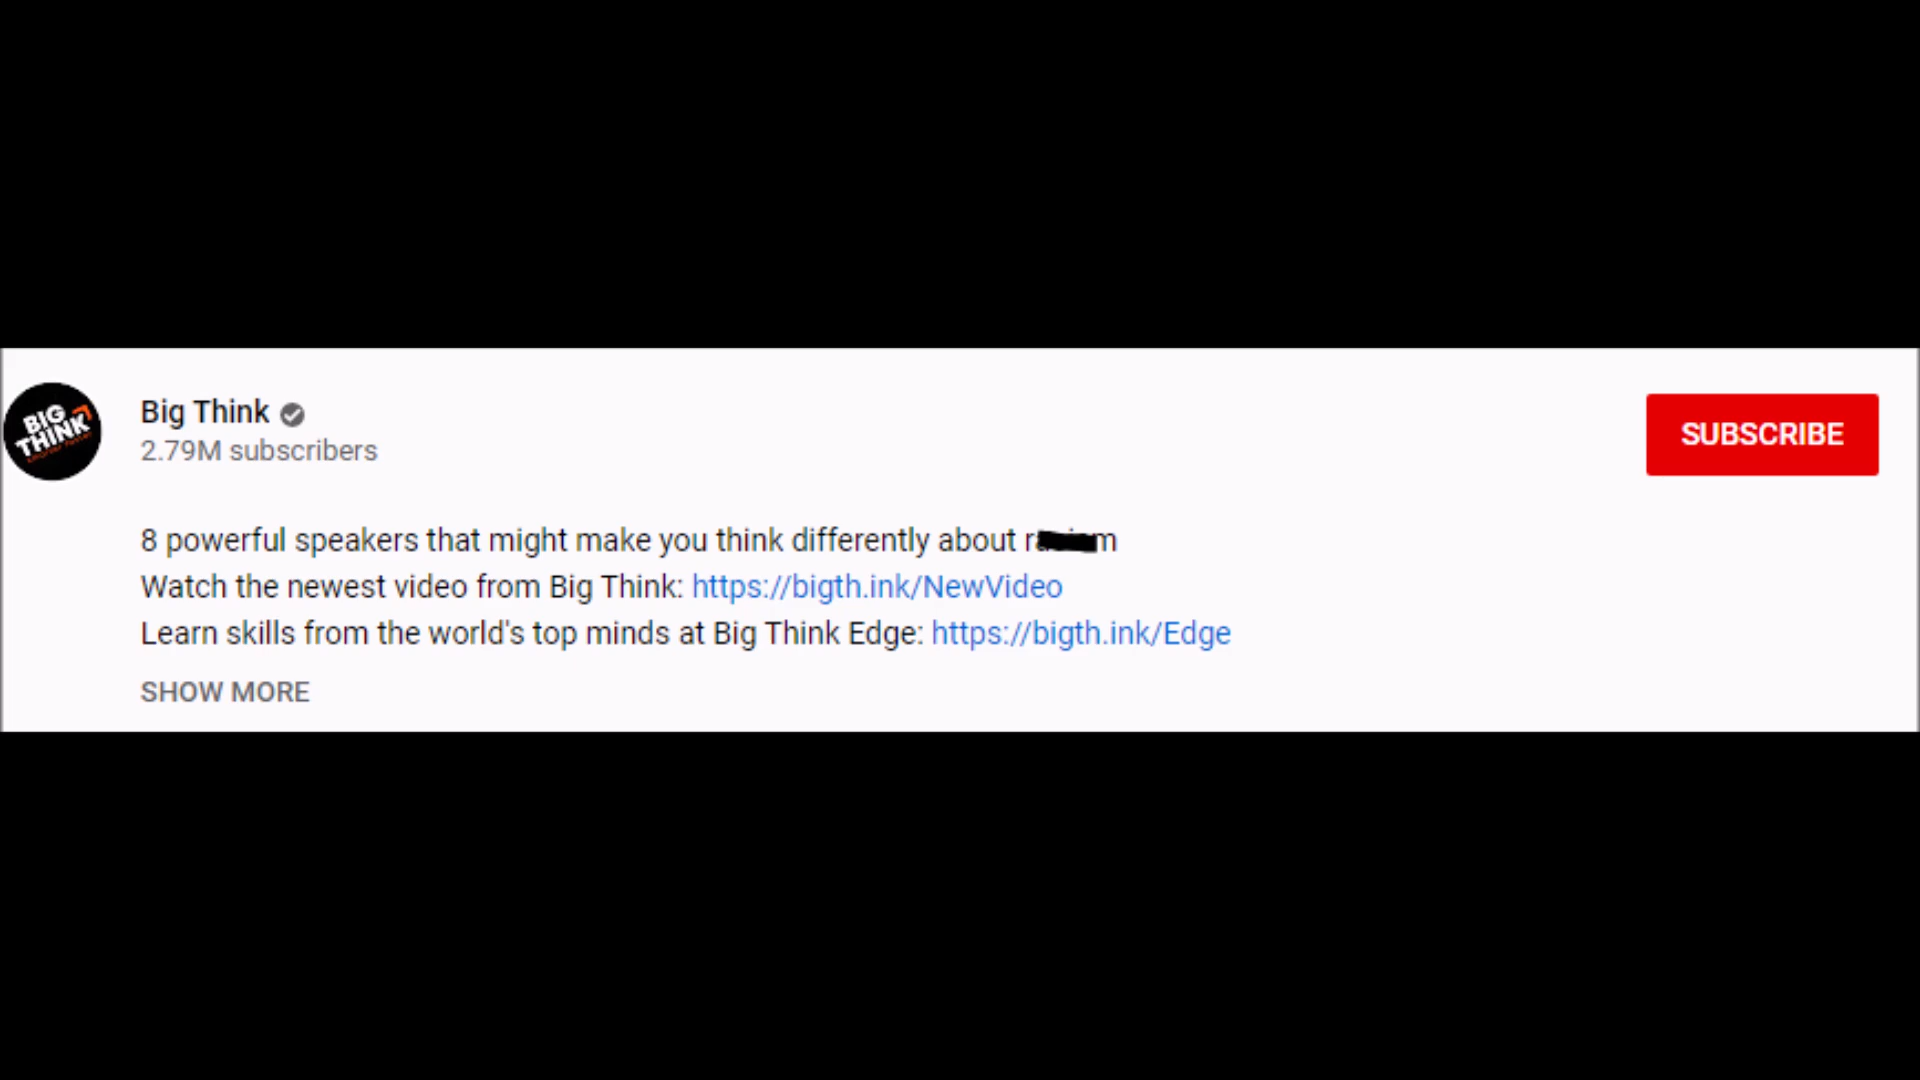 BIG THINK
Big Think
2.79M subscribers
SUBSCRIBE
8 powerful speakers that might make you think differently about
Watch the newest video from Big Think: https://bigth.ink/NewVideo
Learn skills from the world's top minds at Big Think Edge: https://bigth.ink/Edge
SHOW MORE